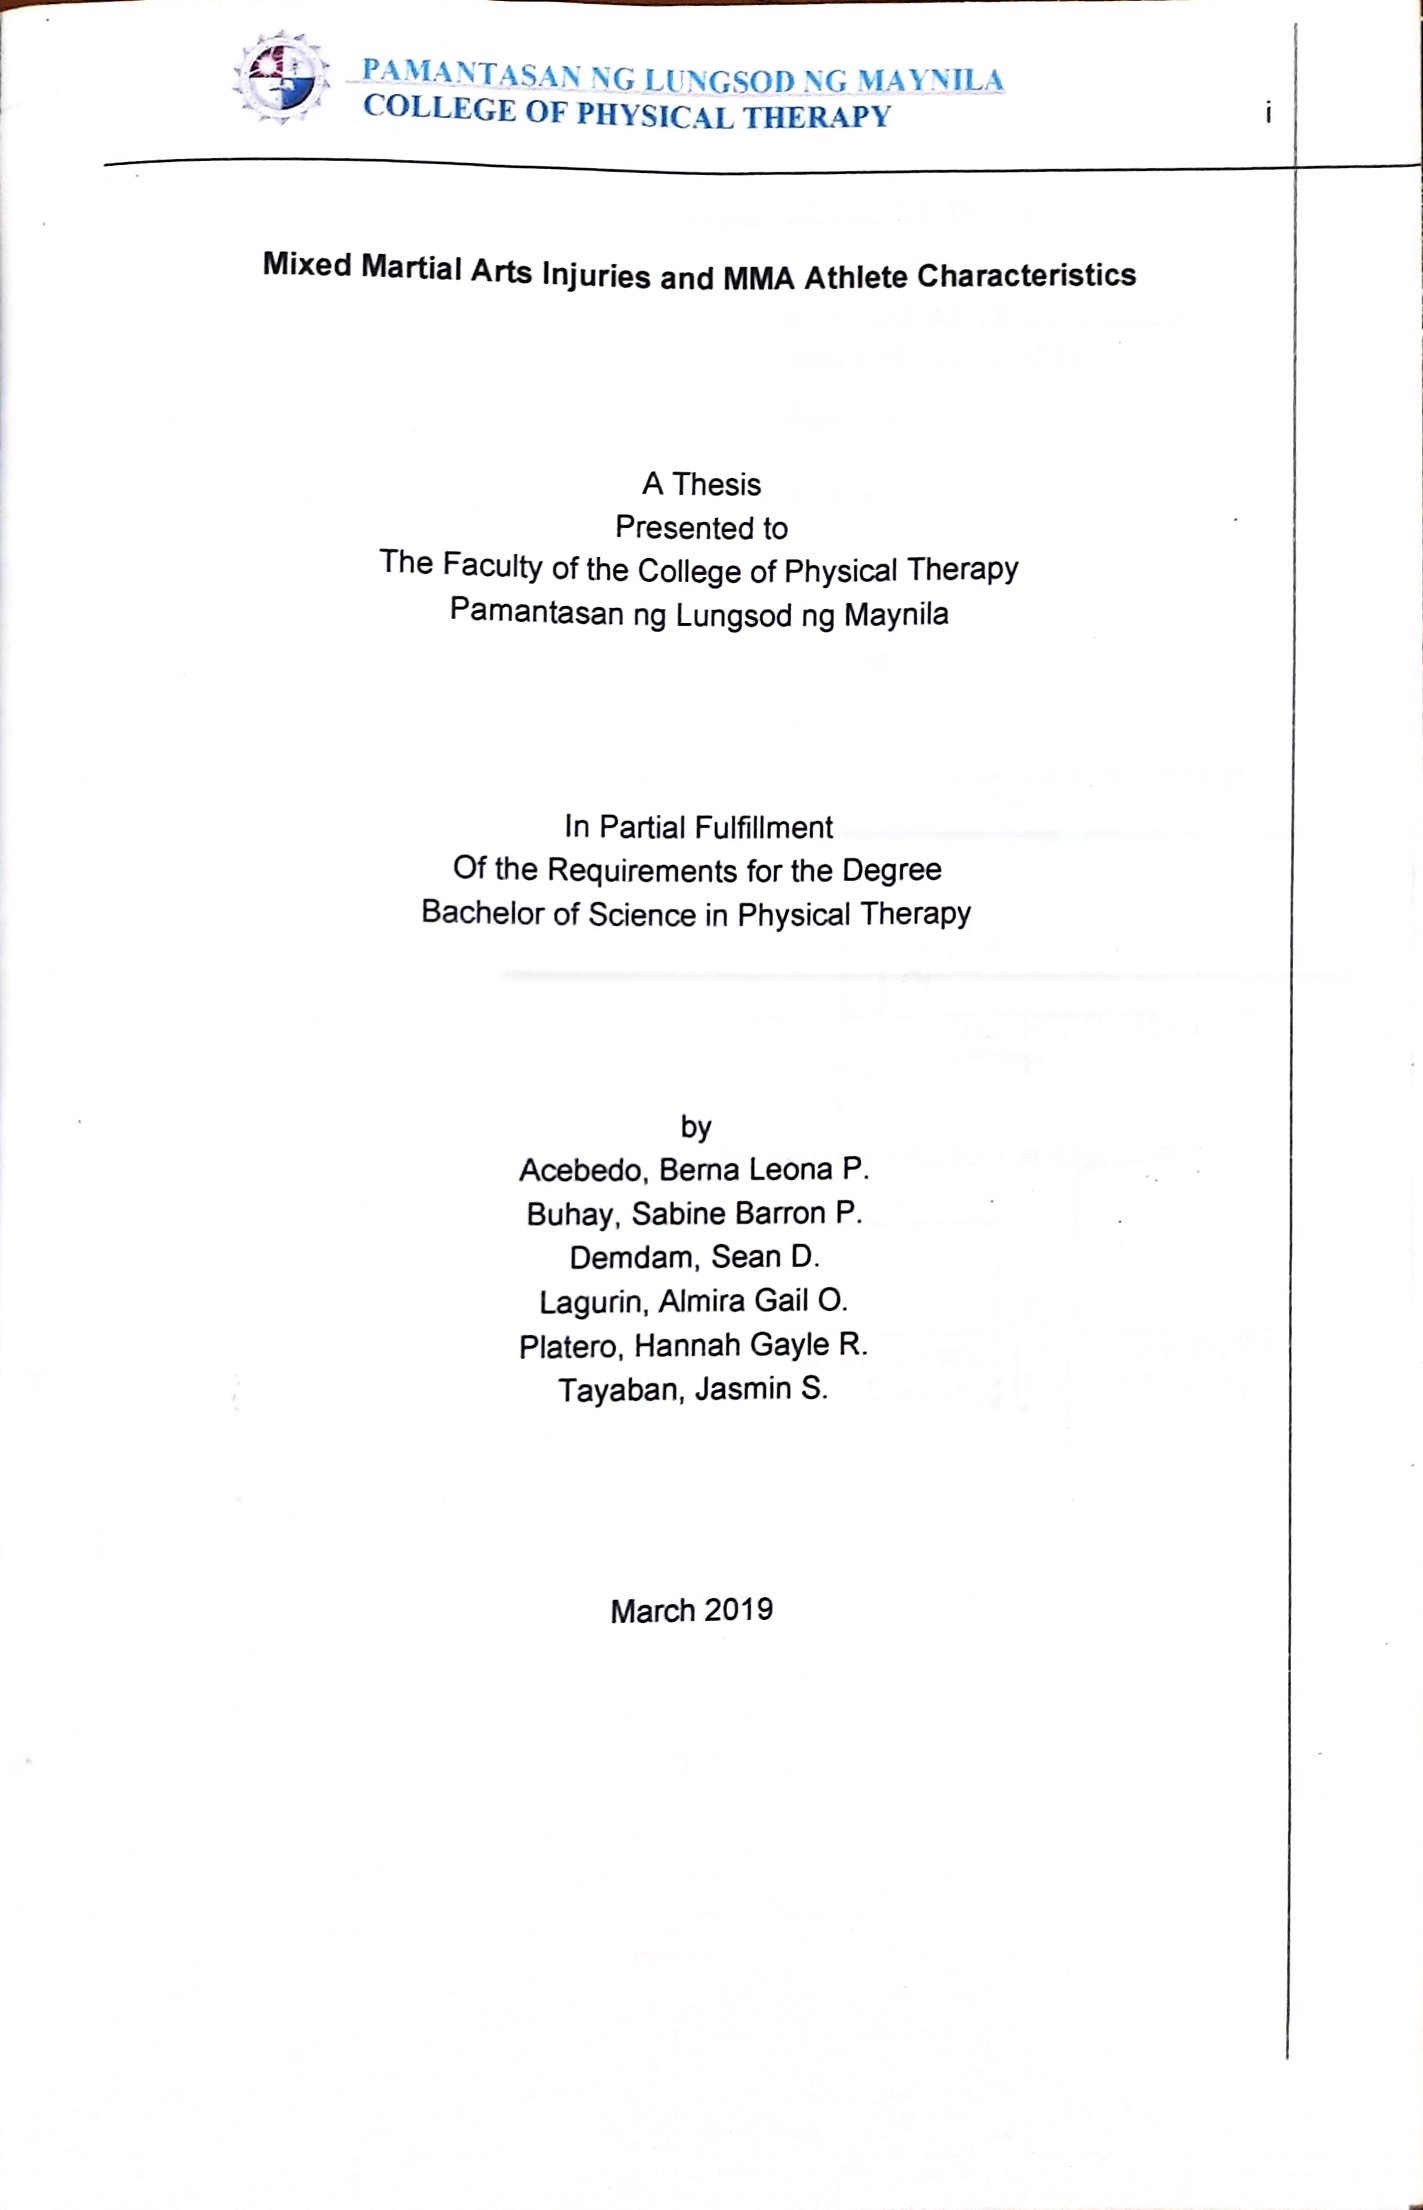 PAMANTASAN NG LUNGSOD NG MAYNILA
COLLEGE OF PHYSICAL THERAPY
i
Mixed Martial Arts Injuries and MMA Athlete Characteristics
A Thesis
Presented to
The Faculty of the College of Physical Therapy
Pamantasan ng Lungsod ng Maynila
In Partial Fulfillment
Of the Requirements for the Degree
Bachelor of Science in Physical Therapy
by
Acebedo, Berna Leona P.
Buhay, Sabine Barron P.
Demdam, Sean D.
Lagurin, Almira Gail O.
Platero, Hannah Gayle R.
Tayaban, Jasmin S.
March 2019